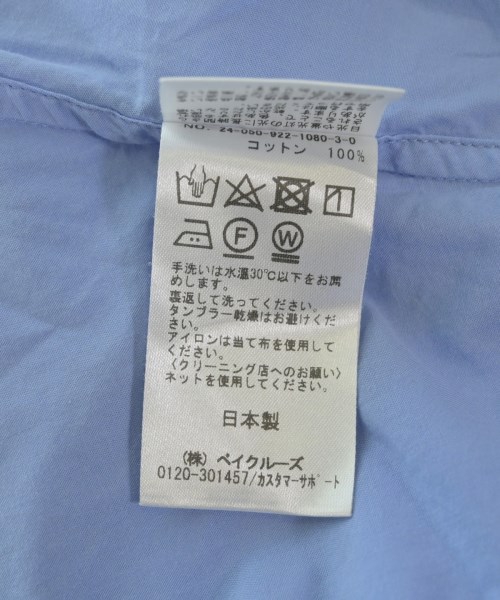 NO. 24-050-922-1080-3-0
コットン 100%
F W
手洗いは水温30℃以下をお薦
めします。
裏返して洗ってください。
タンブラー乾燥はお避けくだ
さい。
アイロンは当て布を使用して
ください。
〈クリーニング店へのお願い〉
ネットを使用してください。
日本製
(株) ベイクルーズ
0120-301457/カスタマーサポート